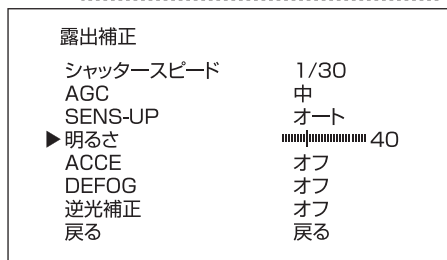 露出補正
シャッタースピード 1/30
AGC 中
SENS-UP オート
▶明るさ 40
ACCE オフ
DEFOG オフ
逆光補正 オフ
戻る 戻る